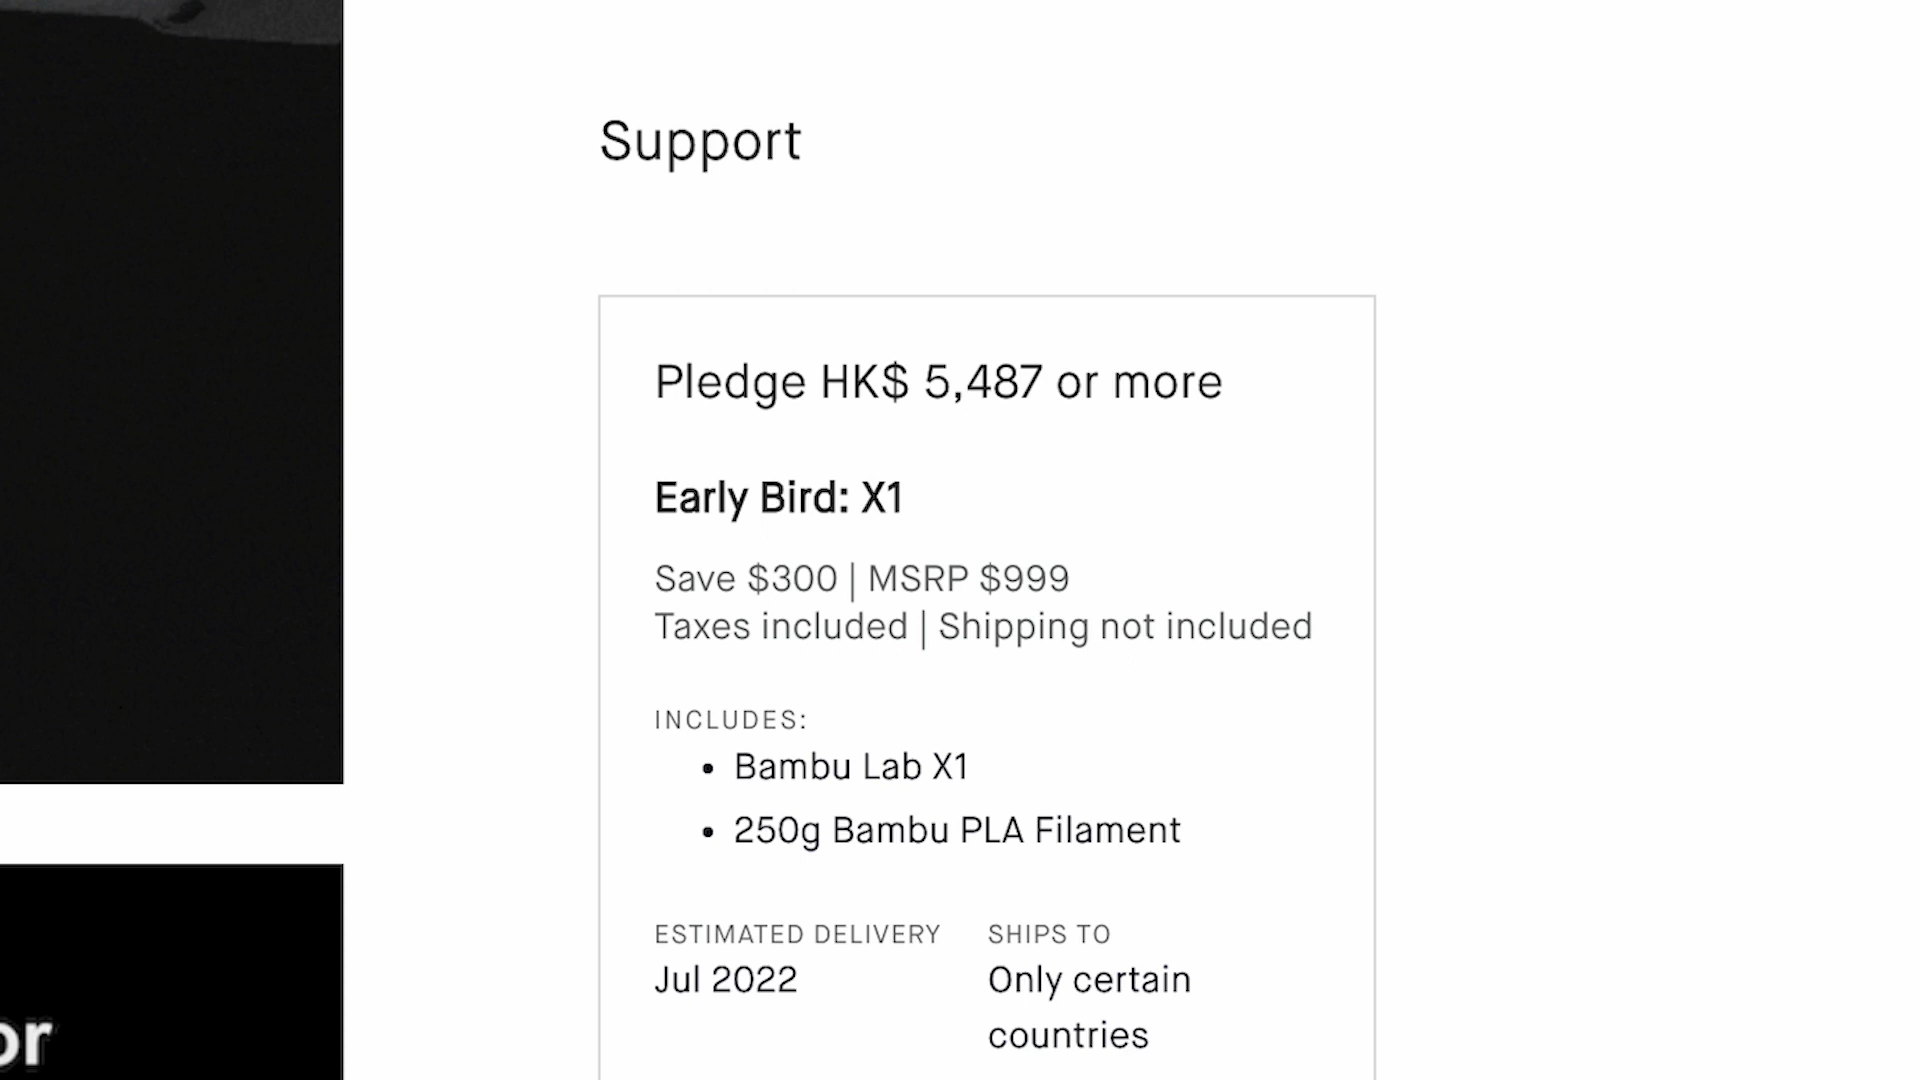 Support
Pledge HK$ 5,487 or more
Early Bird: X1
Save $300 | MSRP $999
Taxes included | Shipping not included
INCLUDES:
• Bambu Lab X1
• 250g Bambu PLA Filament
ESTIMATED DELIVERY
Jul 2022
SHIPS TO
Only certain
countries